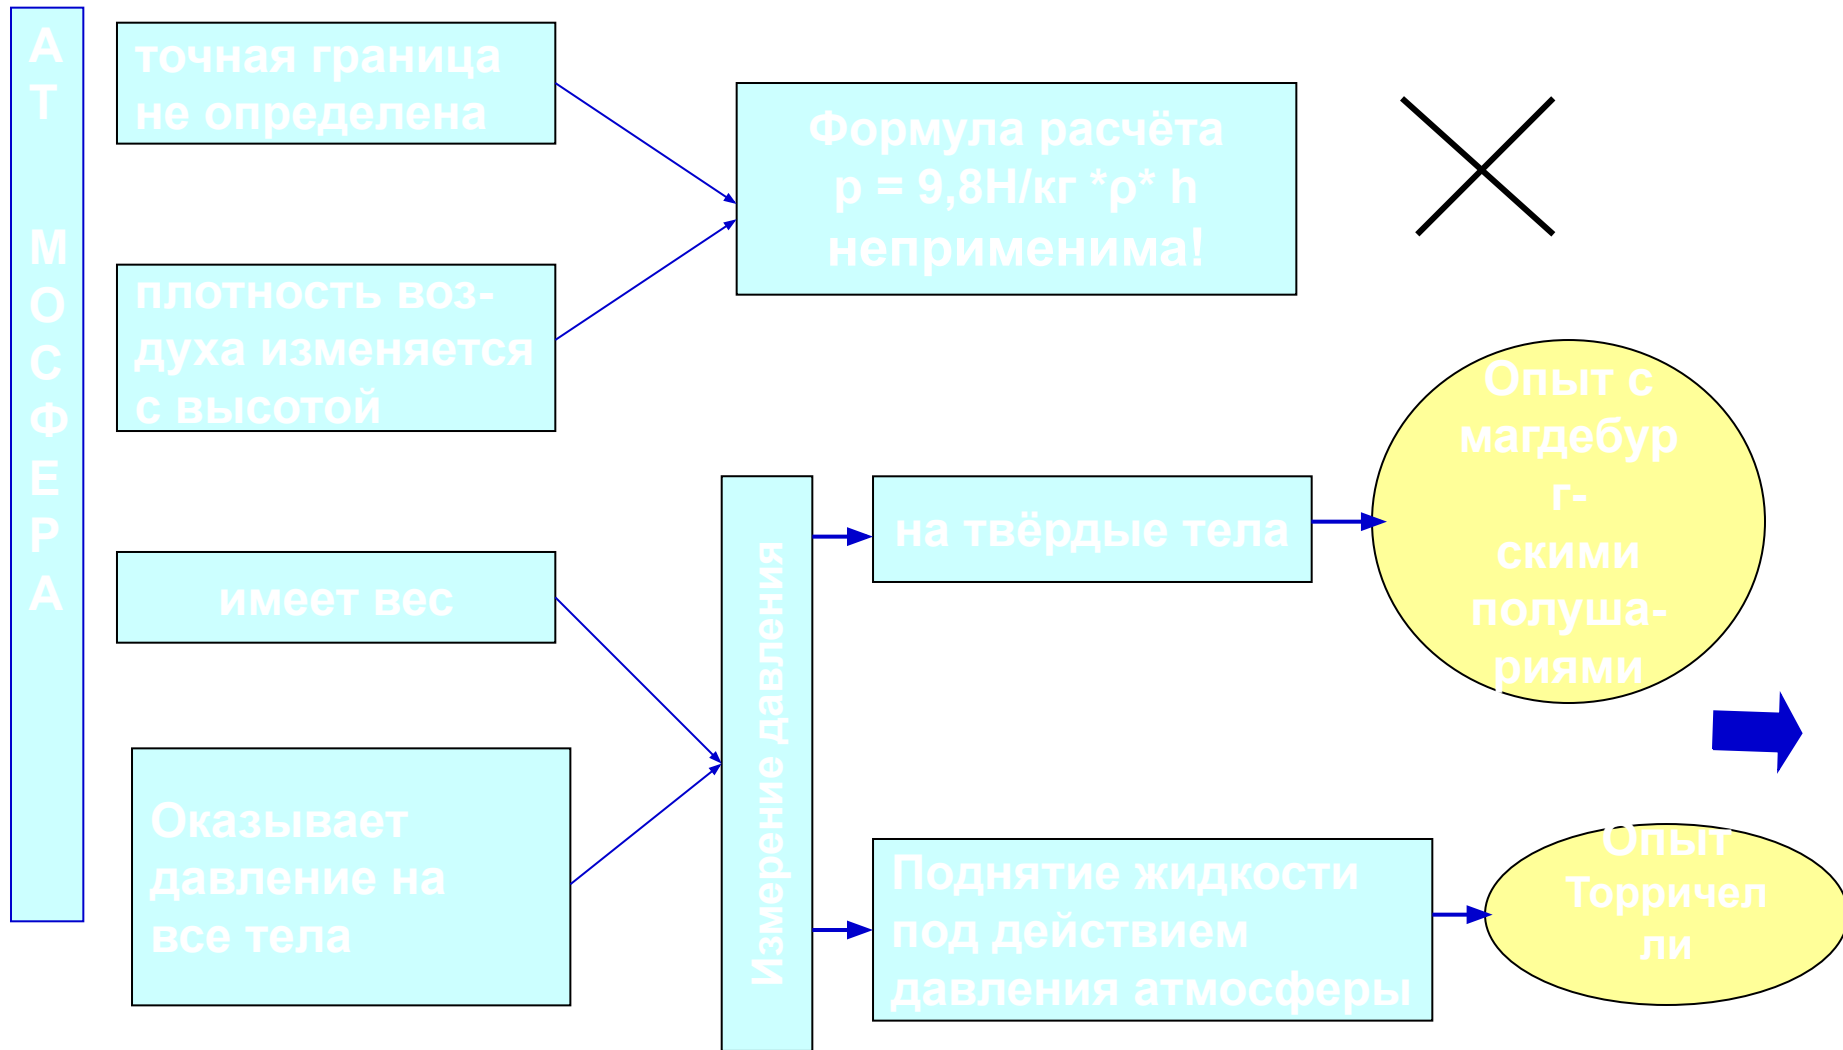 А
Т
М
О
С
Ф
Е
Р
А
точная граница
не определена
Формула расчёта
р = 9,8Н/кг *ρ* h
неприменима!
плотность воз-
духа изменяется
с высотой
имеет вес
Оказывает
давление на
все тела
Измерение давления
на твёрдые тела
Опыт с
магдебур
г-
скими
полуша-
риями
Поднятие жидкости
под действием
давления атмосферы
Опыт
Торричел
ли